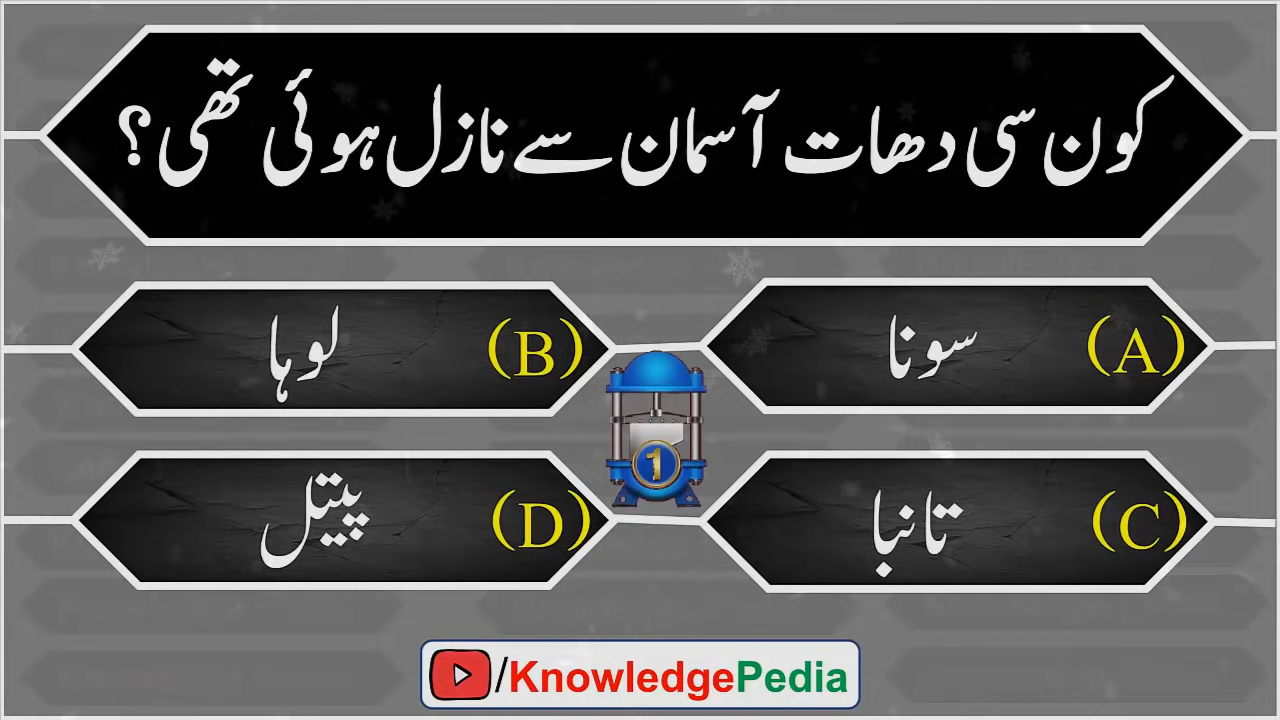 کون سی دھات آسمان سے نازل ہوئی تھی؟
(A) سونا
(B) لوہا
(C) تانبا
(D) پیتل
1
/KnowledgePedia